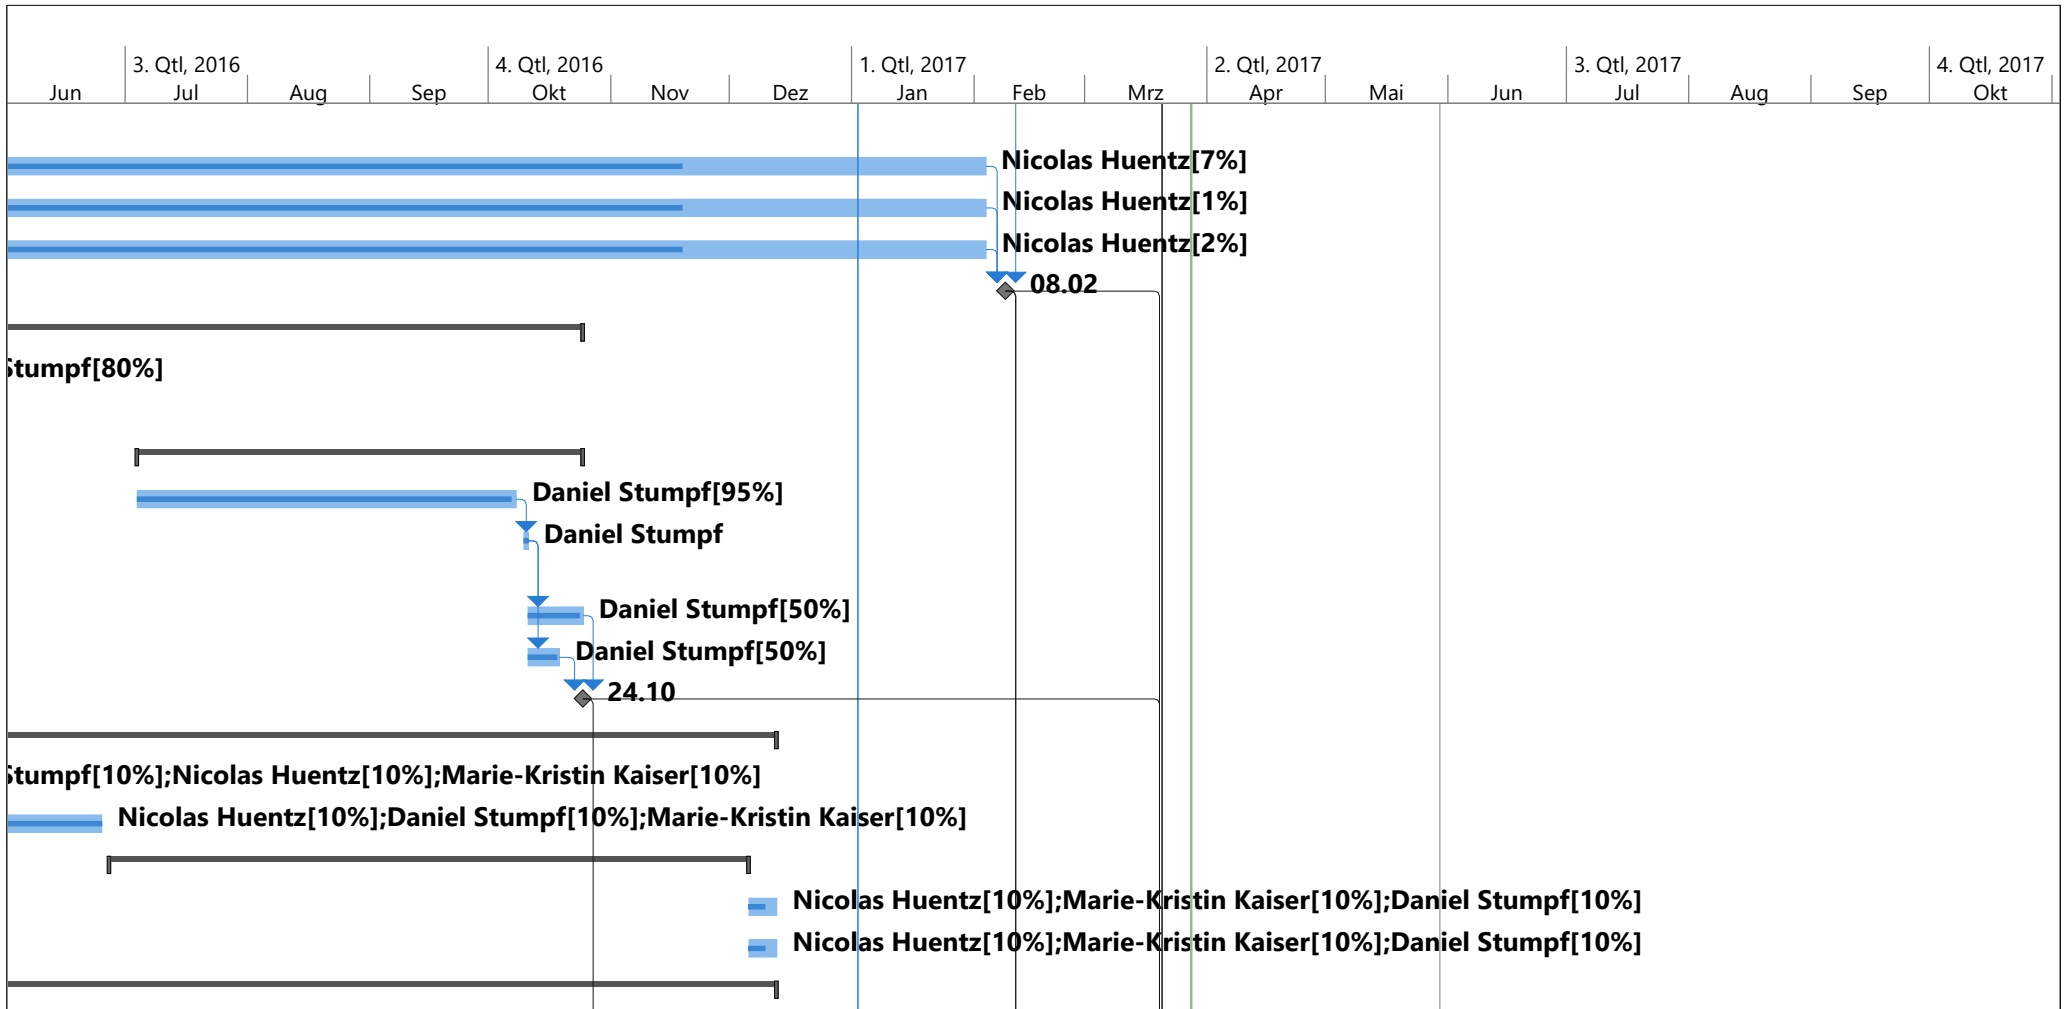 3. Qtl, 2016 4. Qtl, 2016 1. Qtl, 2017 2. Qtl, 2017 3. Qtl, 2017 4. Qtl, 2017
Jun Jul Aug Sep Okt Nov Dez Jan Feb Mrz Apr Mai Jun Jul Aug Sep Okt
Nicolas Huentz[7%]
Nicolas Huentz[1%]
Nicolas Huentz[2%]
08.02
Stumpf[80%]
Daniel Stumpf[95%]
Daniel Stumpf
Daniel Stumpf[50%]
Daniel Stumpf[50%]
24.10
Stumpf[10%];Nicolas Huentz[10%];Marie-Kristin Kaiser[10%]
Nicolas Huentz[10%];Daniel Stumpf[10%];Marie-Kristin Kaiser[10%]
Nicolas Huentz[10%];Marie-Kristin Kaiser[10%];Daniel Stumpf[10%]
Nicolas Huentz[10%];Marie-Kristin Kaiser[10%];Daniel Stumpf[10%]